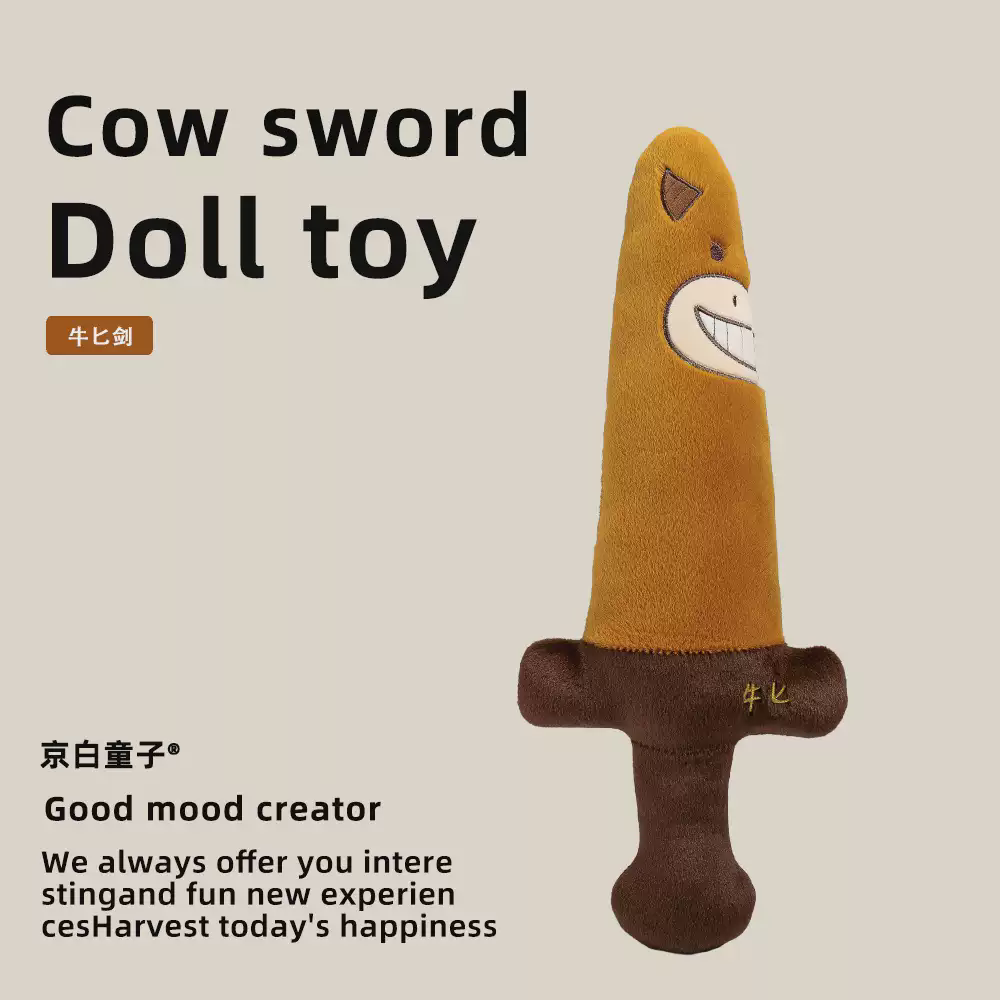 Cow sword
Doll toy
牛匕剑
牛匕
京白童子®
Good mood creator
We always offer you intere
stingand fun new experien
cesHarvest today's happiness